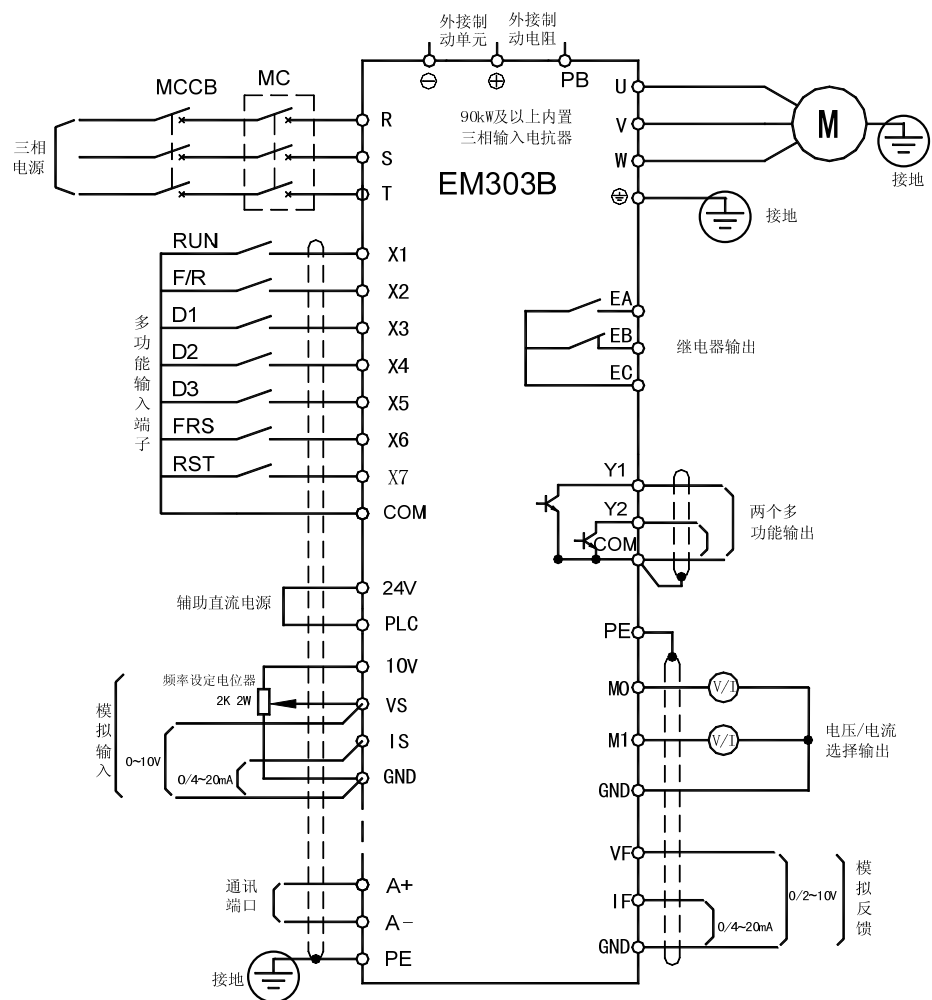 外接制
动单元
外接制
动电阻
⊖
⊕
PB
MCCB
MC
三相
电源
R
S
T
90kW及以上内置
三相输入电抗器
EM303B
U
V
W
M
接地
接地
多功能输入端子
RUN
F/R
D1
D2
D3
FRS
RST
X1
X2
X3
X4
X5
X6
X7
COM
EA
EB
EC
继电器输出
Y1
Y2
COM
两个多
功能输出
辅助直流电源
24V
PLC
模拟输入
频率设定电位器
2K 2W
0~10V
0/4~20mA
10V
VS
IS
GND
PE
M0
M1
GND
V/I
V/I
电压/电流
选择输出
VF
IF
GND
0/4~20mA
0/2~10V
模拟反馈
通讯
端口
A+
A-
PE
接地